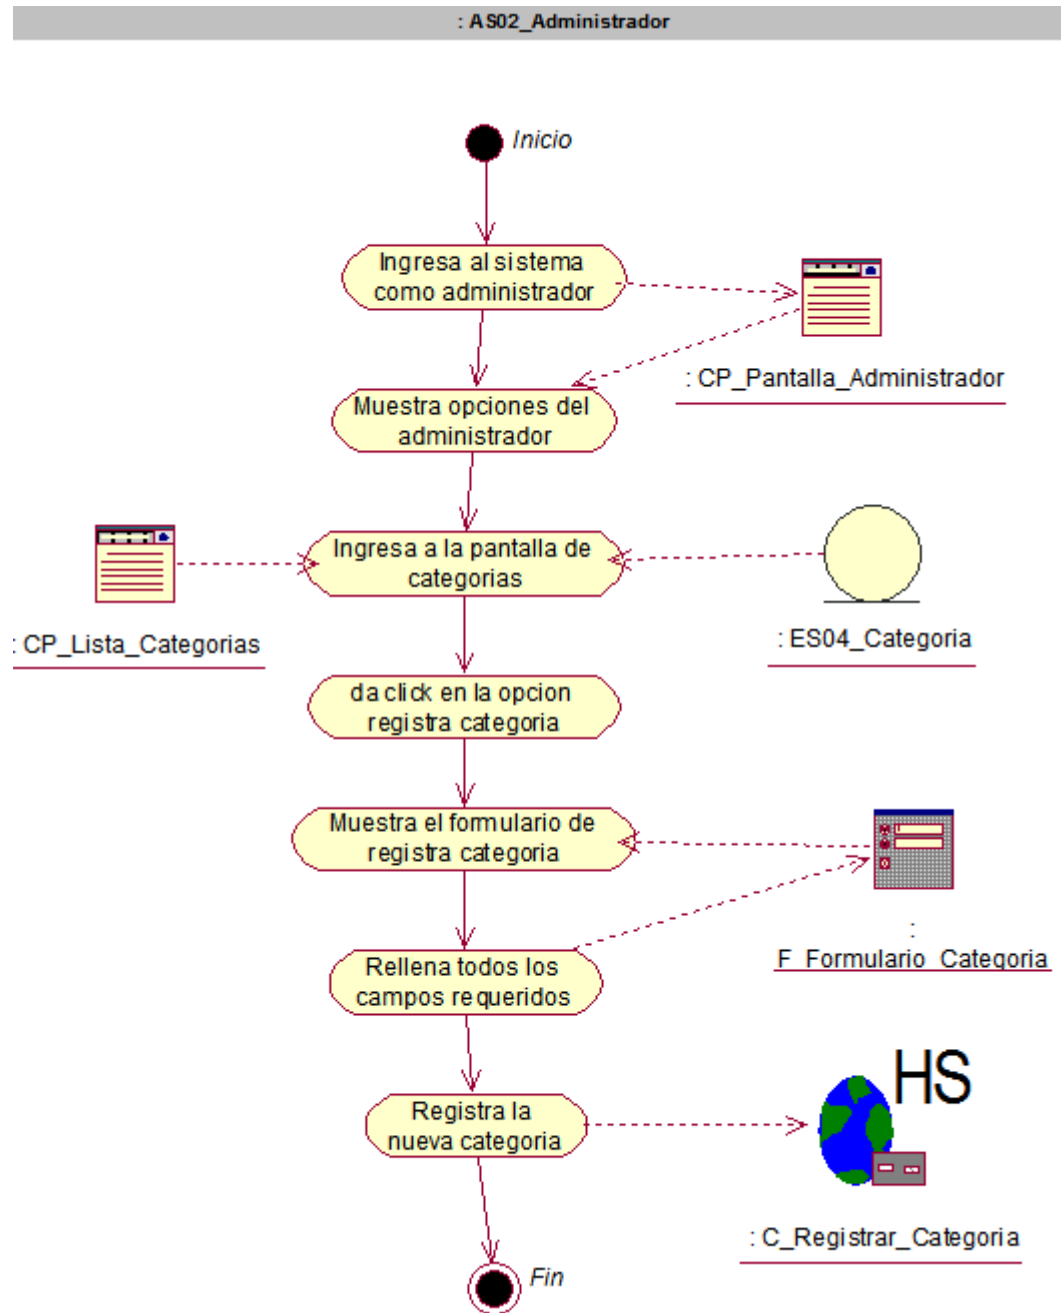 : AS02_Administrador
Inicio
Ingresa al sistema
como administrador
: CP_Pantalla_Administrador
Muestra opciones del
administrador
Ingresa a la pantalla de
categorias
: CP_Lista_Categorias
: ES04_Categoria
da click en la opcion
registra categoria
Muestra el formulario de
registra categoria
:
F_Formulario_Categoria
Rellena todos los
campos requeridos
HS
Registra la
nueva categoria
: C_Registrar_Categoria
Fin